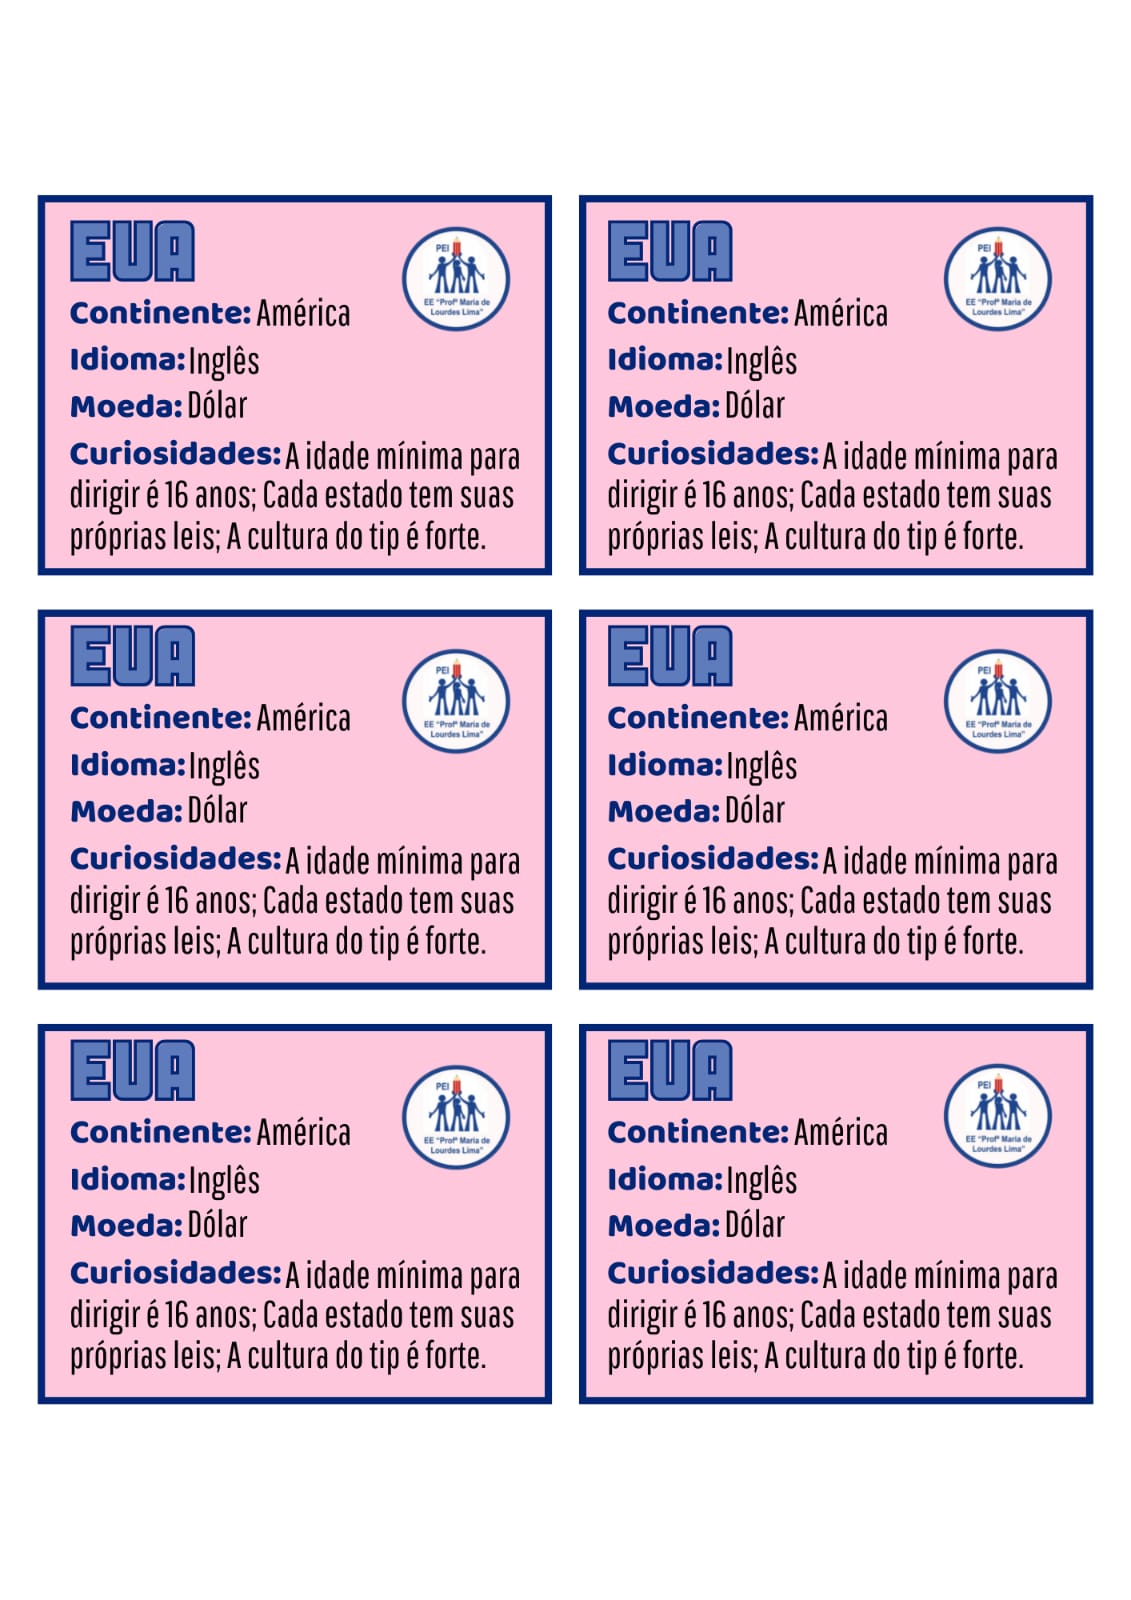 EUA
PEI
EE "Profª Maria de
Lourdes Lima"
Continente: América
Idioma: Inglês
Moeda: Dólar
Curiosidades: A idade mínima para
dirigir é 16 anos; Cada estado tem suas
próprias leis; A cultura do tip é forte.
EUA
PEI
EE "Profª Maria de
Lourdes Lima"
Continente: América
Idioma: Inglês
Moeda: Dólar
Curiosidades: A idade mínima para
dirigir é 16 anos; Cada estado tem suas
próprias leis; A cultura do tip é forte.
EUA
PEI
EE "Profª Maria de
Lourdes Lima"
Continente: América
Idioma: Inglês
Moeda: Dólar
Curiosidades: A idade mínima para
dirigir é 16 anos; Cada estado tem suas
próprias leis; A cultura do tip é forte.
EUA
PEI
EE "Profª Maria de
Lourdes Lima"
Continente: América
Idioma: Inglês
Moeda: Dólar
Curiosidades: A idade mínima para
dirigir é 16 anos; Cada estado tem suas
próprias leis; A cultura do tip é forte.
EUA
PEI
EE "Profª Maria de
Lourdes Lima"
Continente: América
Idioma: Inglês
Moeda: Dólar
Curiosidades: A idade mínima para
dirigir é 16 anos; Cada estado tem suas
próprias leis; A cultura do tip é forte.
EUA
PEI
EE "Profª Maria de
Lourdes Lima"
Continente: América
Idioma: Inglês
Moeda: Dólar
Curiosidades: A idade mínima para
dirigir é 16 anos; Cada estado tem suas
próprias leis; A cultura do tip é forte.